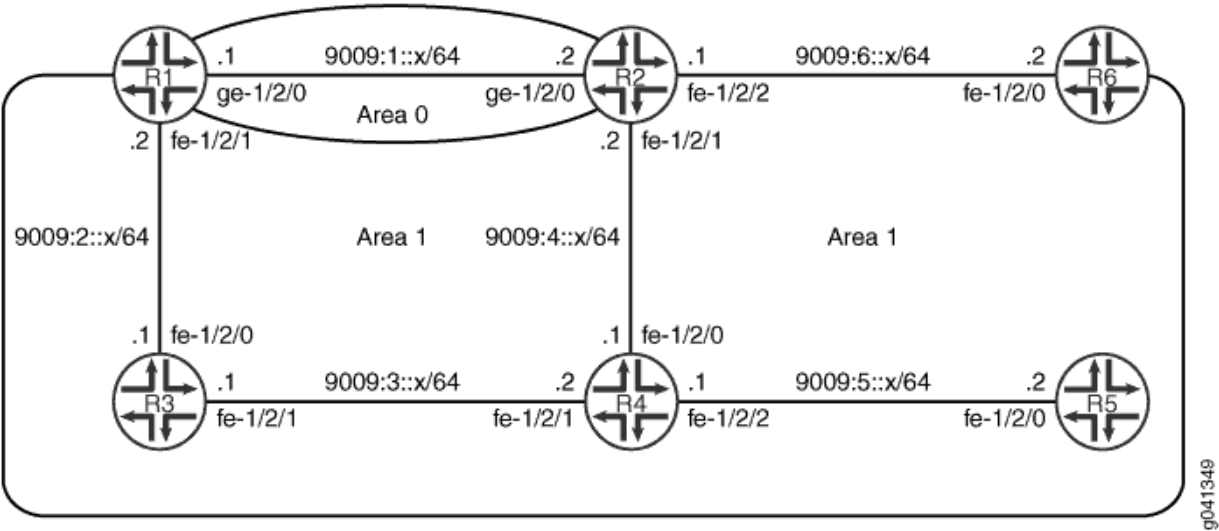 .1 9009:1::x/64 .2 .1 9009:6::x/64 .2
R1 R2 R6
ge-1/2/0 ge-1/2/0 fe-1/2/2 fe-1/2/0
Area 0
.2 fe-1/2/1 .2 fe-1/2/1
9009:2::x/64 Area 1 9009:4::x/64 Area 1
.1 fe-1/2/0 .1 fe-1/2/0
.1 9009:3::x/64 .2 .1 9009:5::x/64 .2
R3 R4 R5
fe-1/2/1 fe-1/2/1 fe-1/2/2 fe-1/2/0
g041349